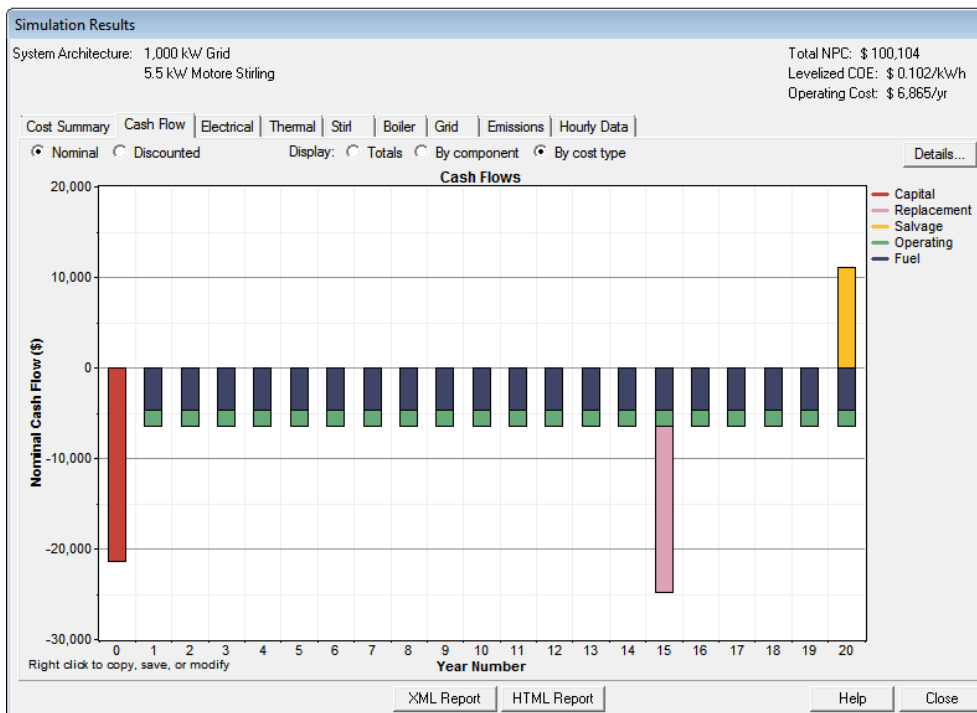 Simulation Results
System Architecture: 1,000 kW Grid
5.5 kW Motore Stirling
Total NPC: $ 100,104
Levelized COE: $ 0.102/kWh
Operating Cost: $ 6,865/yr
Cost Summary Cash Flow Electrical Thermal Stirl Boiler Grid Emissions Hourly Data
Nominal Discounted Display: Totals By component By cost type Details...
Cash Flows
20,000
10,000
0
-10,000
-20,000
-30,000
Nominal Cash Flow ($)
Capital
Replacement
Salvage
Operating
Fuel
0 1 2 3 4 5 6 7 8 9 10 11 12 13 14 15 16 17 18 19 20
Right click to copy, save, or modify
Year Number
XML Report HTML Report Help Close